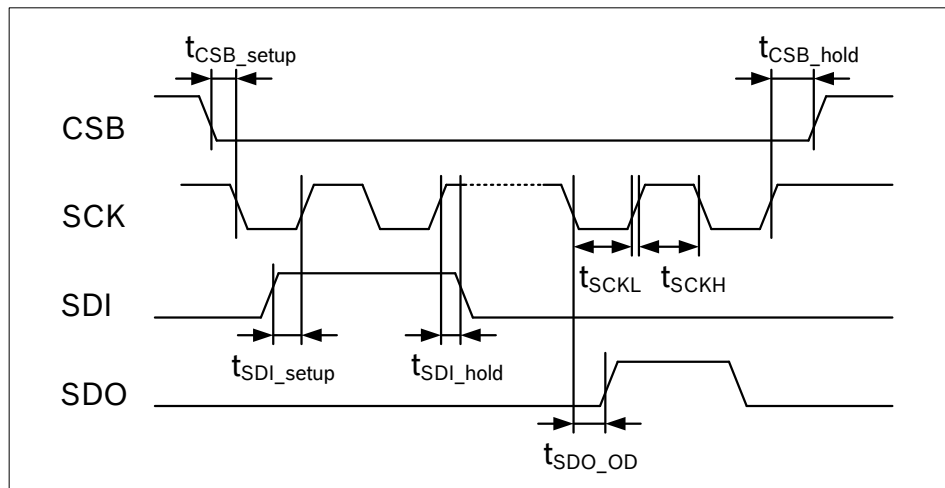 tCSB_setup
tCSB_hold
CSB
SCK
tSCKL
tSCKH
SDI
tSDI_setup
tSDI_hold
SDO
tSDO_OD